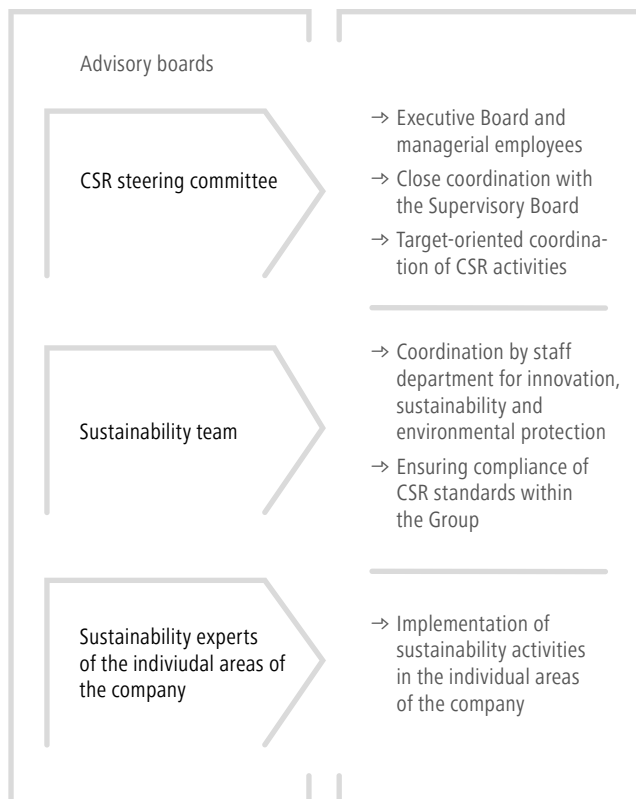 Advisory boards
CSR steering committee
→ Executive Board and
managerial employees
→ Close coordination with
the Supervisory Board
→ Target-oriented coordina-
tion of CSR activities
Sustainability team
→ Coordination by staff
department for innovation,
sustainability and
environmental protection
→ Ensuring compliance of
CSR standards within
the Group
Sustainability experts
of the indiviudal areas of
the company
→ Implementation of
sustainability activities
in the individual areas
of the company